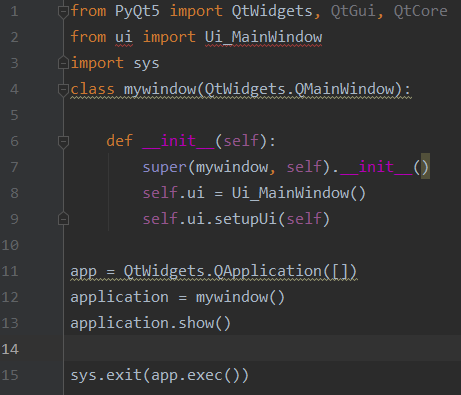 1 from PyQt5 import QtWidgets, QtGui, QtCore
2 from ui import Ui_MainWindow
3 import sys
4 class mywindow(QtWidgets.QMainWindow):
5
6     def __init__(self):
7         super(mywindow, self).__init__()
8         self.ui = Ui_MainWindow()
9         self.ui.setupUi(self)
10
11 app = QtWidgets.QApplication([])
12 application = mywindow()
13 application.show()
14
15 sys.exit(app.exec())